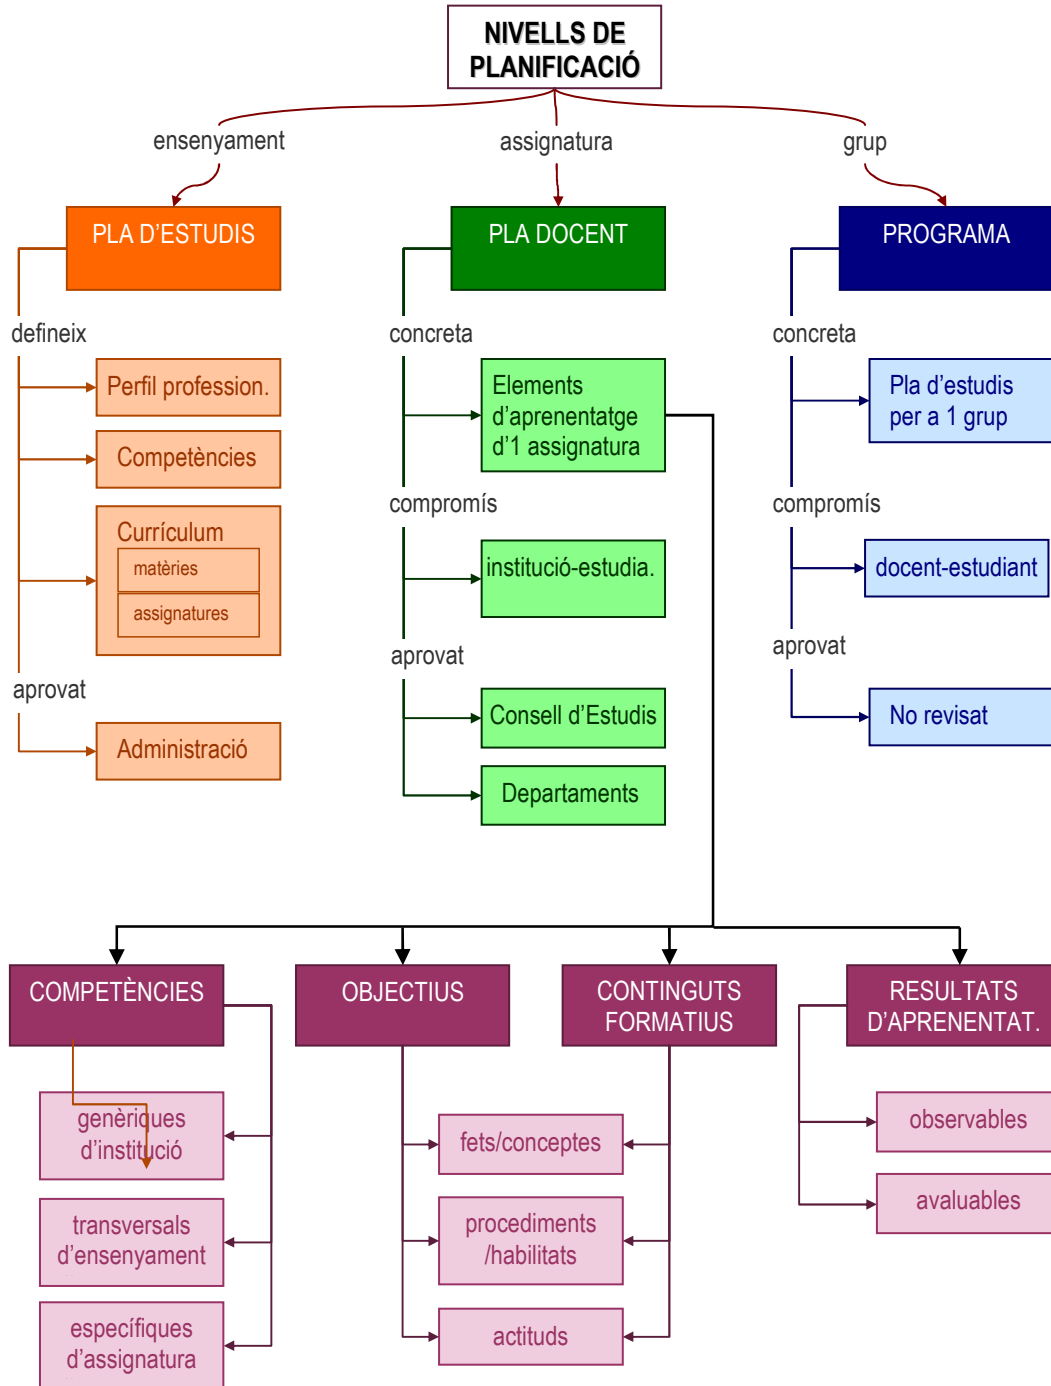 NIVELLS DE
PLANIFICACIÓ
ensenyament
assignatura
grup
PLA D'ESTUDIS
PLA DOCENT
PROGRAMA
defineix
concreta
concreta
Perfil profession.
Elements
d'aprenentatge
d'1 assignatura
Pla d'estudis
per a 1 grup
Competències
compromís
compromís
Currículum
matèries
assignatures
institució-estudia.
docent-estudiant
aprovat
aprovat
aprovat
Consell d'Estudis
No revisat
Administració
Departaments
COMPETÈNCIES
OBJECTIUS
CONTINGUTS
FORMATIUS
RESULTATS
D'APRENENTAT.
genèriques
d'institució
fets/conceptes
observables
transversals
d'ensenyament
procediments
/habilitats
avaluables
específiques
d'assignatura
actituds